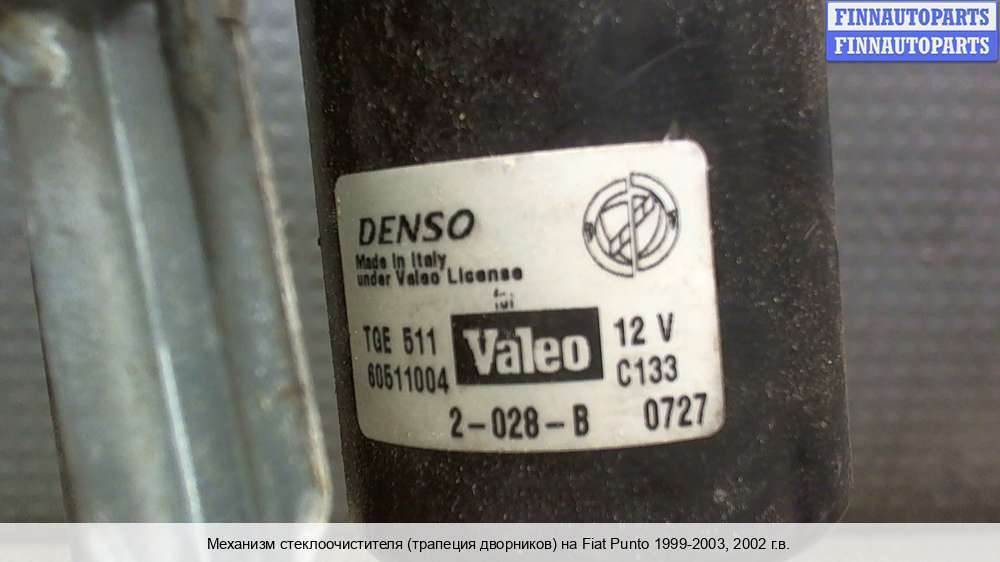 FINNAUTOPARTS
FINNAUTOPARTS
DENSO
Made in Italy
under Valeo License
for
TGE 511
Valeo
12 V
60511004
C133
2-028-B
0727
Механизм стеклоочистителя (трапеция дворников) на Fiat Punto 1999-2003, 2002 г.в.